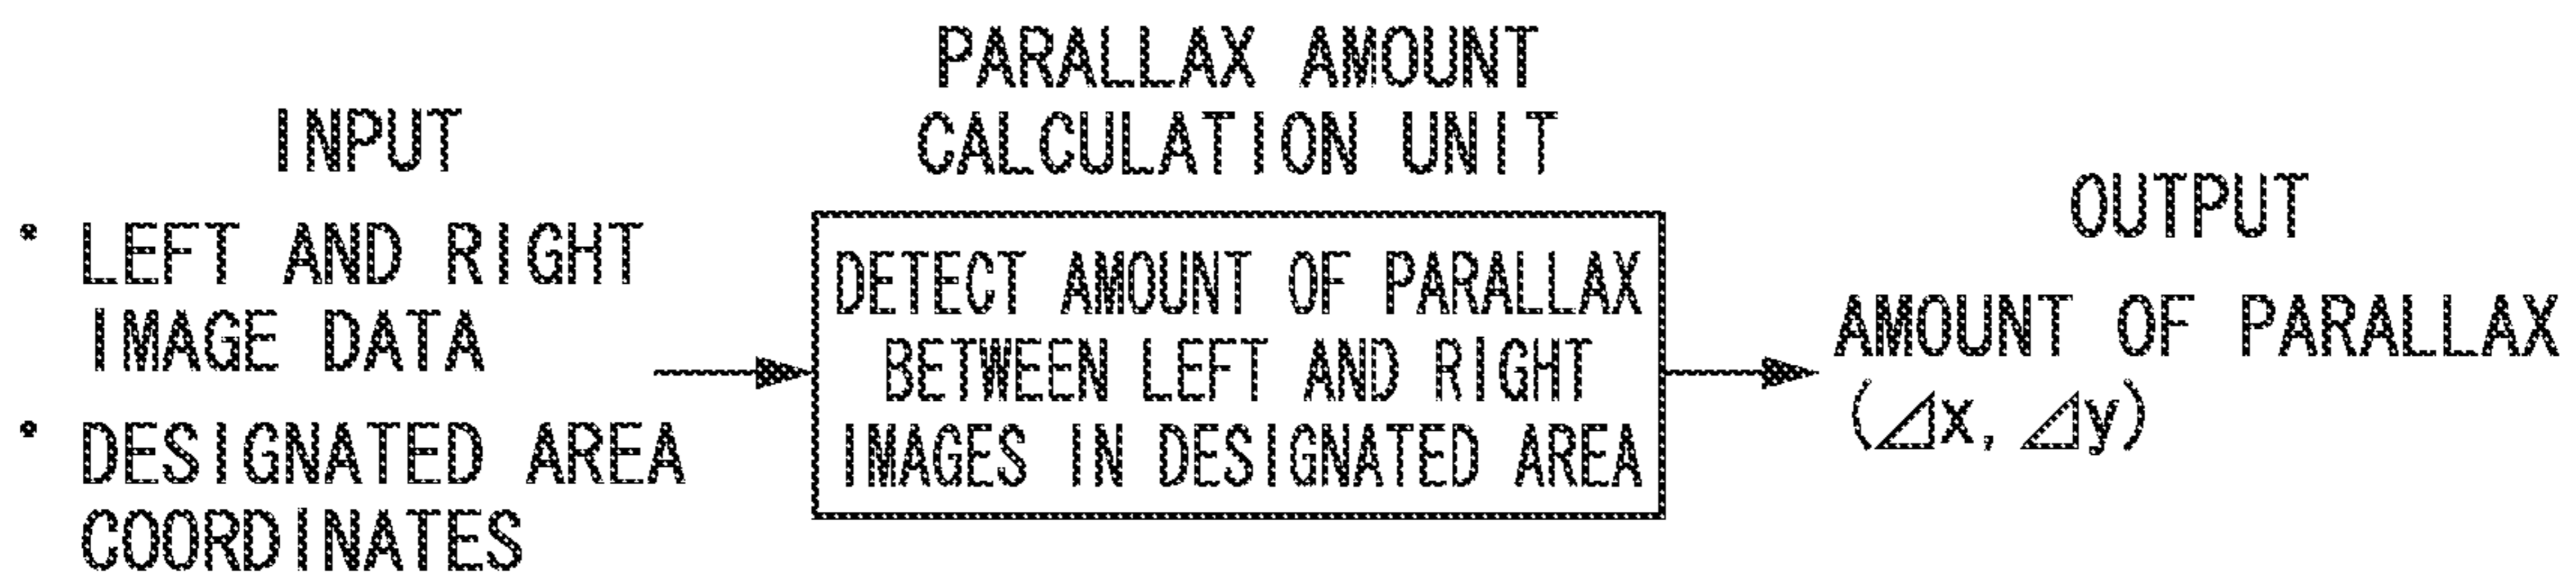 INPUT
• LEFT AND RIGHT
IMAGE DATA
• DESIGNATED AREA
COORDINATES
PARALLAX AMOUNT
CALCULATION UNIT
DETECT AMOUNT OF PARALLAX
BETWEEN LEFT AND RIGHT
IMAGES IN DESIGNATED AREA
OUTPUT
AMOUNT OF PARALLAX
(⊿x, ⊿y)